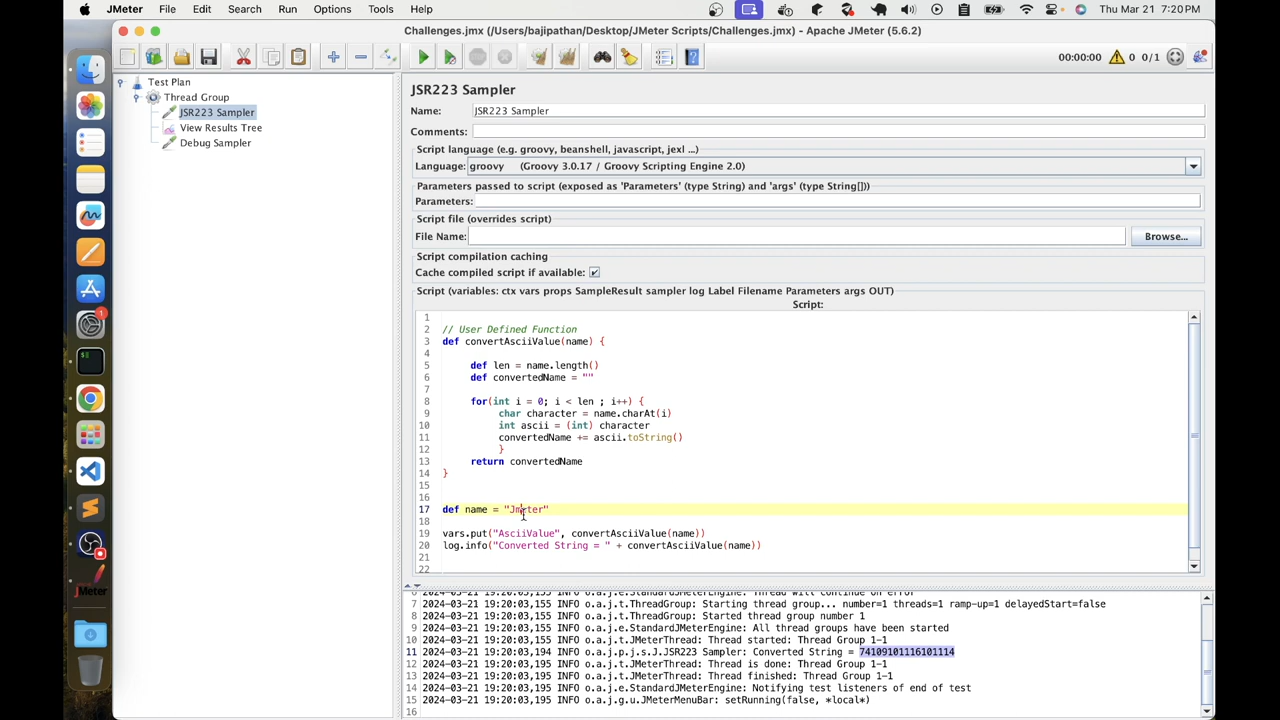 JMeter File Edit Search Run Options Tools Help Thu Mar 21 7:20 PM
Challenges.jmx (/Users/bajipathan/Desktop/JMeter Scripts/Challenges.jmx) - Apache JMeter (5.6.2)
00:00:00 0 0/1
Test Plan
Thread Group
JSR223 Sampler
View Results Tree
Debug Sampler
JSR223 Sampler
Name: JSR223 Sampler
Comments:
Script language (e.g. groovy, beanshell, javascript, jexl ...)
Language: groovy (Groovy 3.0.17 / Groovy Scripting Engine 2.0)
Parameters passed to script (exposed as 'Parameters' (type String) and 'args' (type String[]))
Parameters:
Script file (overrides script)
File Name: Browse...
Script compilation caching
Cache compiled script if available:
Script (variables: ctx vars props SampleResult sampler log Label Filename Parameters args OUT)
Script:
1
2 // User Defined Function
3 def convertAsciiValue(name) {
4
5 def len = name.length()
6 def convertedName = ""
7
8 for(int i = 0; i < len ; i++) {
9 char character = name.charAt(i)
10 int ascii = (int) character
11 convertedName += ascii.toString()
12 }
13 return convertedName
14 }
15
16
17 def name = "Jmeter"
18
19 vars.put("AsciiValue", convertAsciiValue(name))
20 log.info("Converted String = " + convertAsciiValue(name))
21
22
6 2024-03-21 19:20:03,155 INFO o.a.j.t.ThreadGroup: Thread will continue on error
7 2024-03-21 19:20:03,155 INFO o.a.j.t.ThreadGroup: Starting thread group... number=1 threads=1 ramp-up=1 delayedStart=false
8 2024-03-21 19:20:03,155 INFO o.a.j.t.ThreadGroup: Started thread group number 1
9 2024-03-21 19:20:03,155 INFO o.a.j.e.StandardJMeterEngine: All thread groups have been started
10 2024-03-21 19:20:03,155 INFO o.a.j.t.JMeterThread: Thread started: Thread Group 1-1
11 2024-03-21 19:20:03,194 INFO o.a.j.p.j.s.J.JSR223 Sampler: Converted String = 74109101116101114
12 2024-03-21 19:20:03,195 INFO o.a.j.t.JMeterThread: Thread is done: Thread Group 1-1
13 2024-03-21 19:20:03,195 INFO o.a.j.t.JMeterThread: Thread finished: Thread Group 1-1
14 2024-03-21 19:20:03,195 INFO o.a.j.e.StandardJMeterEngine: Notifying test listeners of end of test
15 2024-03-21 19:20:03,195 INFO o.a.j.g.u.JMeterMenuBar: setRunning(false, *local*)
16
1
JMeter